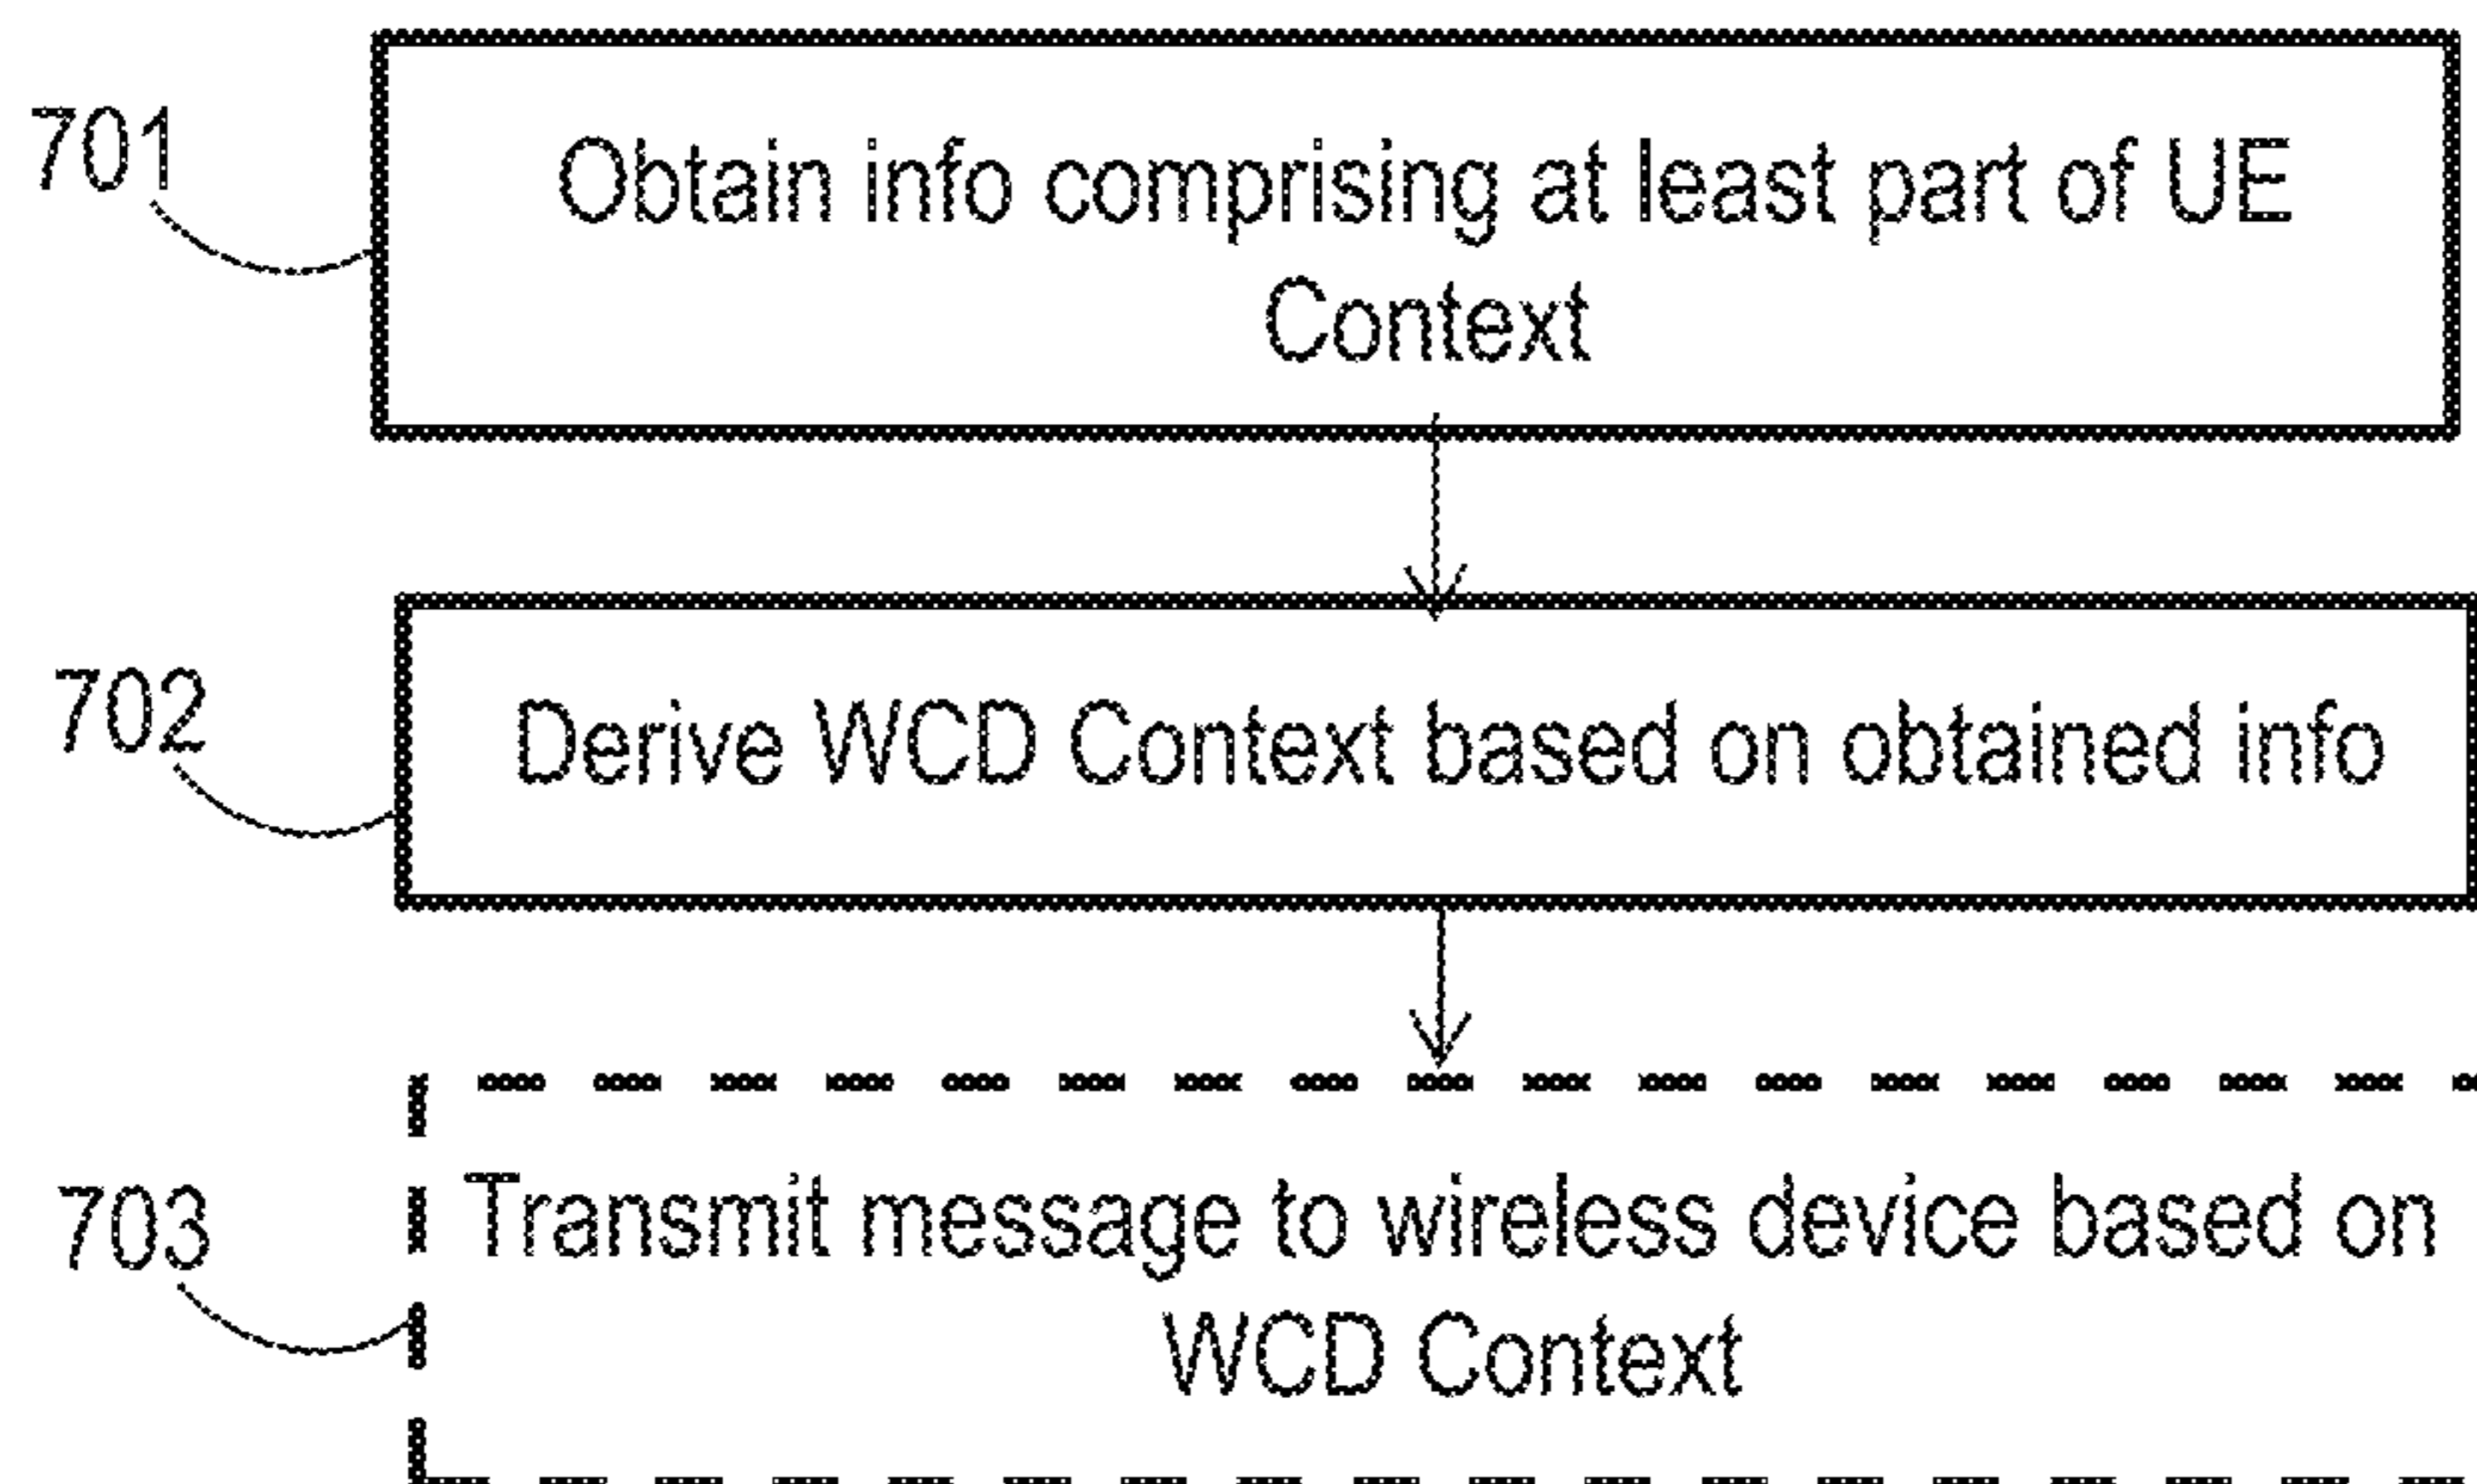 701
Obtain info comprising at least part of UE
Context
702
Derive WCD Context based on obtained info
703
Transmit message to wireless device based on
WCD Context